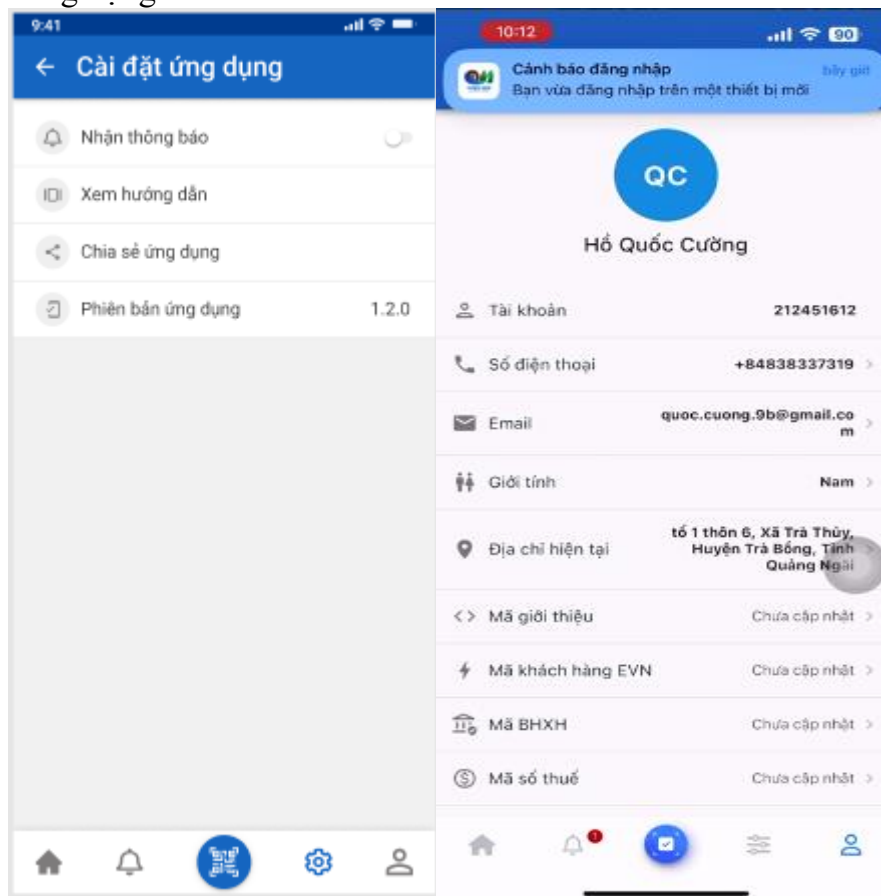 9:41
Cài đặt ứng dụng
Nhận thông báo
Xem hướng dẫn
Chia sẻ ứng dụng
Phiên bản ứng dụng 1.2.0
10:12
90
Cảnh báo đăng nhập bây giờ
Bạn vừa đăng nhập trên một thiết bị mới
QC
Hồ Quốc Cường
Tài khoản 212451612
Số điện thoại +84838337319
Email quoc.cuong.9b@gmail.co
m
Giới tính Nam
tổ 1 thôn 6, Xã Trà Thủy,
Địa chỉ hiện tại Huyện Trà Bồng, Tỉnh
Quảng Ngãi
Mã giới thiệu Chưa cập nhật
Mã khách hàng EVN Chưa cập nhật
Mã BHXH Chưa cập nhật
Mã số thuế Chưa cập nhật